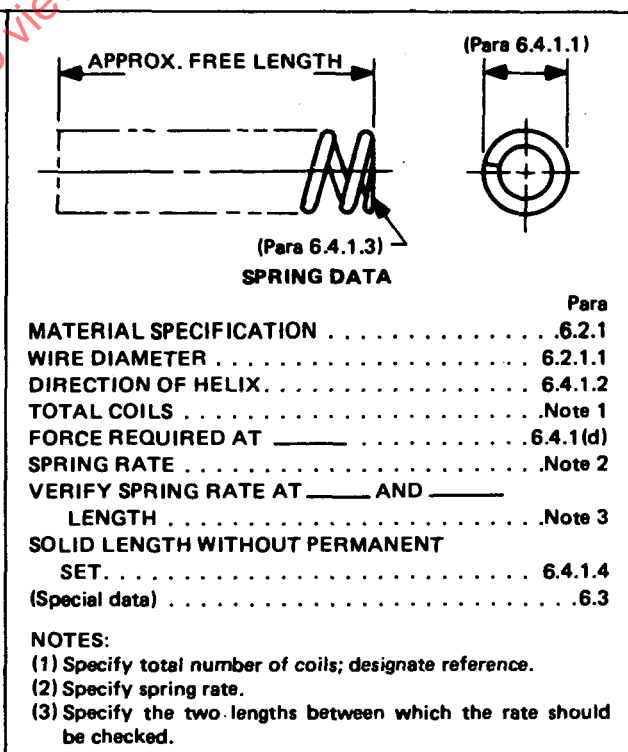 (Para 6.4.1.1)
APPROX. FREE LENGTH
(Para 6.4.1.3)
SPRING DATA
Para
MATERIAL SPECIFICATION . . . . . . . . . . . . . . . .6.2.1
WIRE DIAMETER . . . . . . . . . . . . . . . . . . . . . . 6.2.1.1
DIRECTION OF HELIX. . . . . . . . . . . . . . . . . . 6.4.1.2
TOTAL COILS . . . . . . . . . . . . . . . . . . . . . . . .Note 1
FORCE REQUIRED AT ______ . . . . . . . . . . .6.4.1(d)
SPRING RATE . . . . . . . . . . . . . . . . . . . . . . . .Note 2
VERIFY SPRING RATE AT _____ AND ______
LENGTH . . . . . . . . . . . . . . . . . . . . . . . . .Note 3
SOLID LENGTH WITHOUT PERMANENT
SET. . . . . . . . . . . . . . . . . . . . . . . . . . . . 6.4.1.4
(Special data) . . . . . . . . . . . . . . . . . . . . . . . . . . .6.3
NOTES:
(1) Specify total number of coils; designate reference.
(2) Specify spring rate.
(3) Specify the two lengths between which the rate should
be checked.